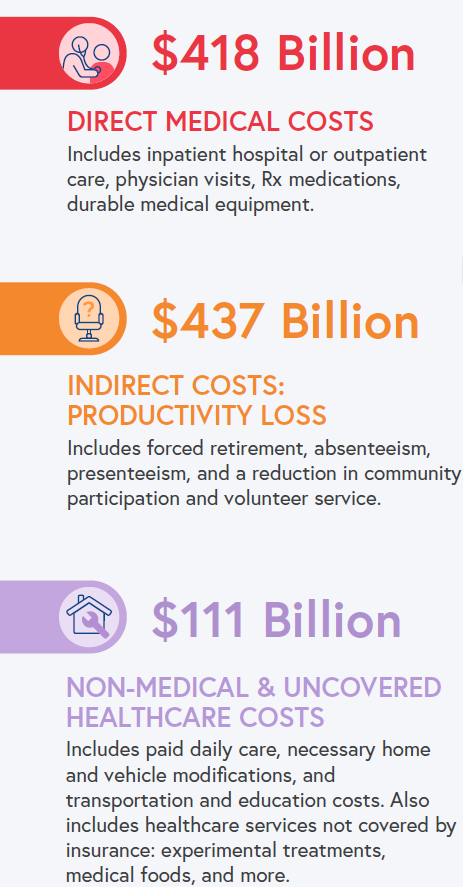 $418 Billion
DIRECT MEDICAL COSTS
Includes inpatient hospital or outpatient
care, physician visits, Rx medications,
durable medical equipment.
?
$437 Billion
INDIRECT COSTS:
PRODUCTIVITY LOSS
Includes forced retirement, absenteeism,
presenteeism, and a reduction in community
participation and volunteer service.
$111 Billion
NON-MEDICAL & UNCOVERED
HEALTHCARE COSTS
Includes paid daily care, necessary home
and vehicle modifications, and
transportation and education costs. Also
includes healthcare services not covered by
insurance: experimental treatments,
medical foods, and more.